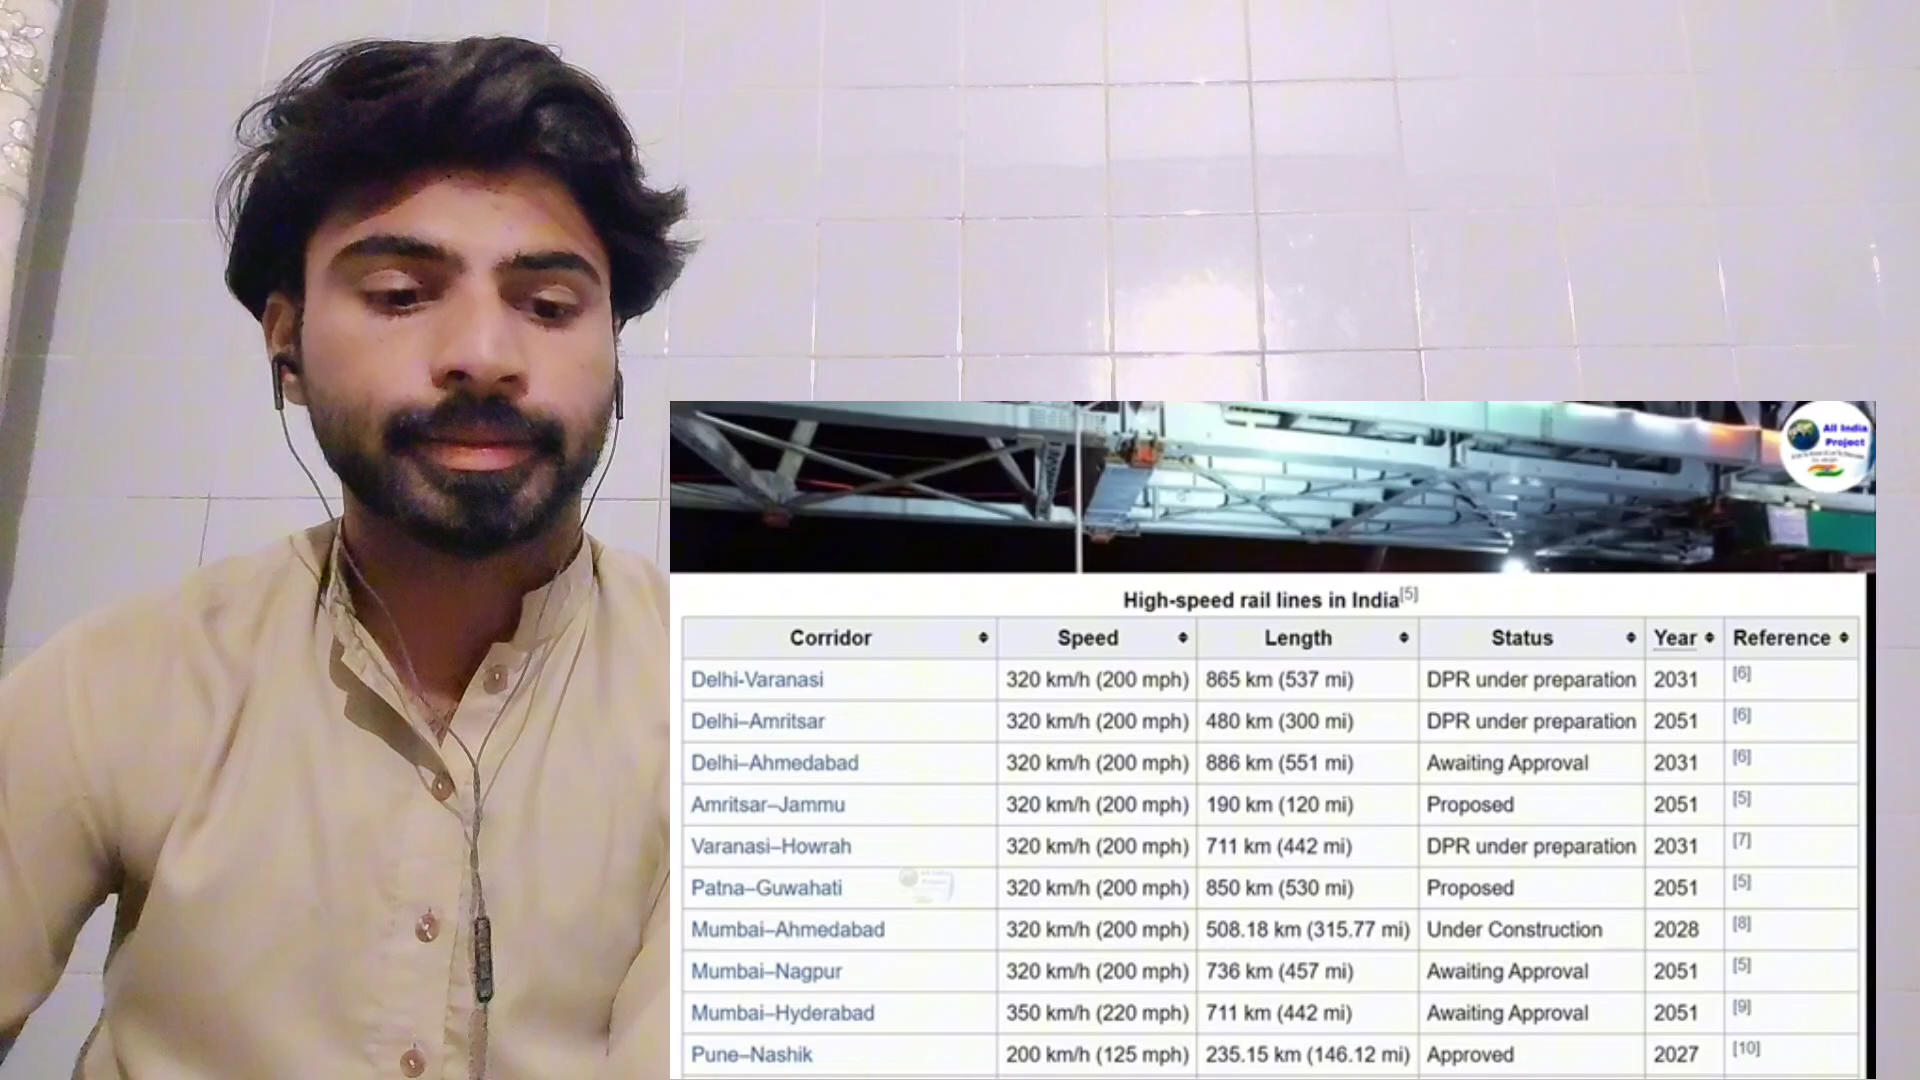 All India
Project
High-speed rail lines in India[5]
Corridor Speed Length Status Year Reference
Delhi-Varanasi 320 km/h (200 mph) 865 km (537 mi) DPR under preparation 2031 [6]
Delhi–Amritsar 320 km/h (200 mph) 480 km (300 mi) DPR under preparation 2051 [6]
Delhi–Ahmedabad 320 km/h (200 mph) 886 km (551 mi) Awaiting Approval 2031 [6]
Amritsar–Jammu 320 km/h (200 mph) 190 km (120 mi) Proposed 2051 [5]
Varanasi–Howrah 320 km/h (200 mph) 711 km (442 mi) DPR under preparation 2031 [7]
Patna–Guwahati 320 km/h (200 mph) 850 km (530 mi) Proposed 2051 [5]
Mumbai–Ahmedabad 320 km/h (200 mph) 508.18 km (315.77 mi) Under Construction 2028 [8]
Mumbai–Nagpur 320 km/h (200 mph) 736 km (457 mi) Awaiting Approval 2051 [5]
Mumbai–Hyderabad 350 km/h (220 mph) 711 km (442 mi) Awaiting Approval 2051 [9]
Pune–Nashik 200 km/h (125 mph) 235.15 km (146.12 mi) Approved 2027 [10]